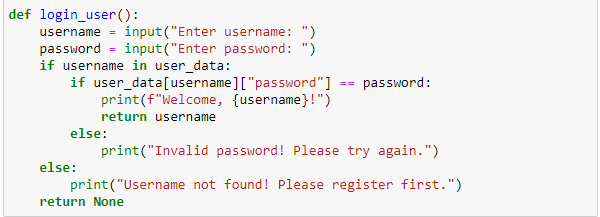 def login_user():
    username = input("Enter username: ")
    password = input("Enter password: ")
    if username in user_data:
        if user_data[username]["password"] == password:
            print(f"Welcome, {username}!")
            return username
        else:
            print("Invalid password! Please try again.")
    else:
        print("Username not found! Please register first.")
    return None